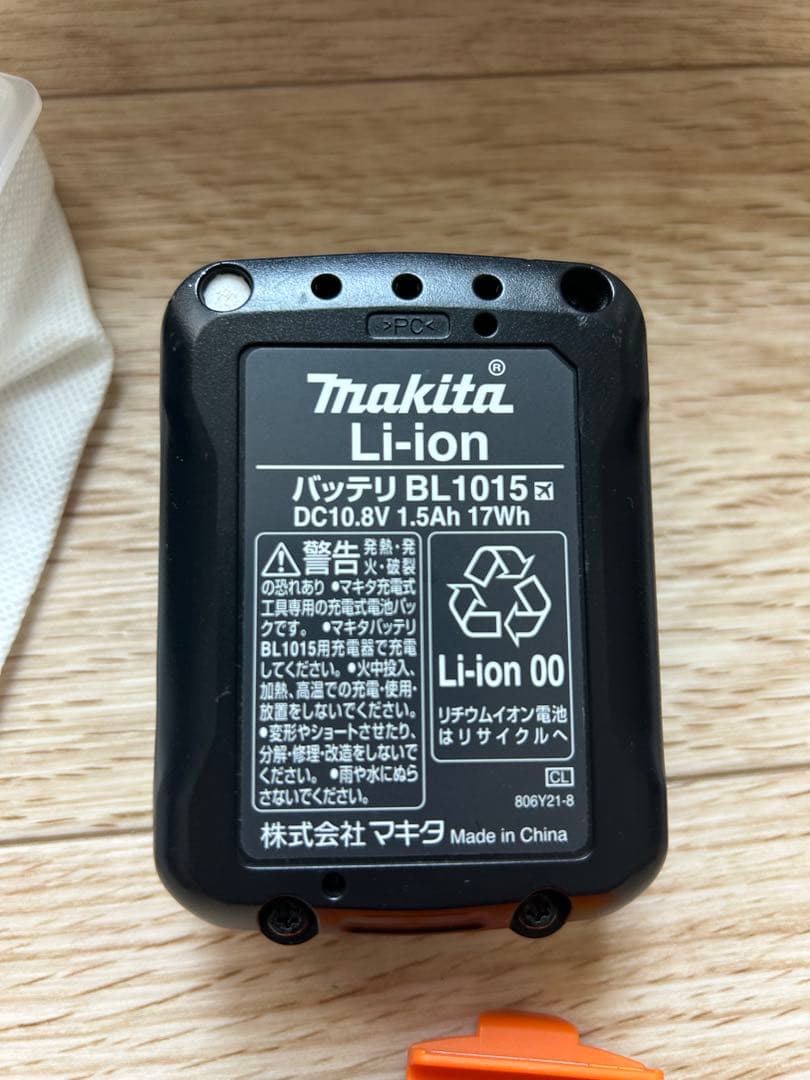 >PC<
makita®
Li-ion
バッテリ BL1015
DC10.8V 1.5Ah 17Wh
警告 発熱・発
火・破裂
の恐れあり •マキタ充電式
工具専用の充電式電池パッ
クです。 •マキタバッテリ
BL1015用充電器で充電
してください。•火中投入、
加熱、高温での充電・使用・
放置をしないでください。
•変形やショートさせたり、
分解・修理・改造をしないで
ください。 •雨や水にぬら
さないでください。
Li-ion 00
リチウムイオン電池
はリサイクルへ
CL
806Y21-8
株式会社マキタ Made in China